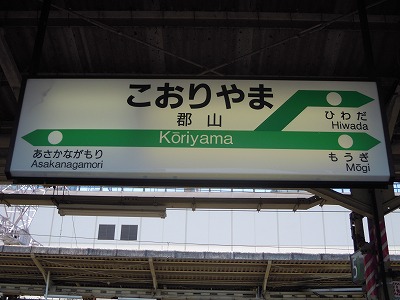 こおりやま
郡山
Kōriyama
ひわだ
Hiwada
あさかながもり
Asakanagamori
もうぎ
Mōgi
5